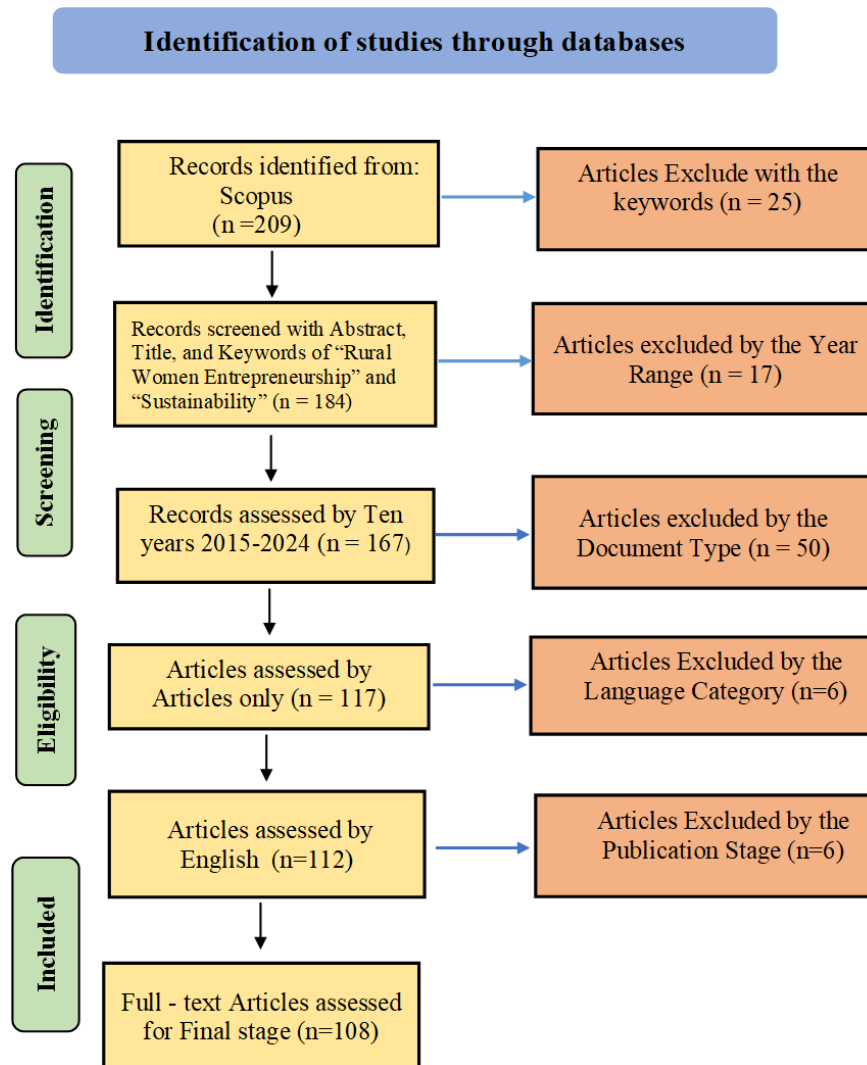 Identification of studies through databases
Identification
Records identified from:
Scopus
(n =209)
Articles Exclude with the
keywords (n = 25)
Records screened with Abstract,
Title, and Keywords of “Rural
Women Entrepreneurship” and
“Sustainability” (n = 184)
Articles excluded by the Year
Range (n = 17)
Screening
Records assessed by Ten
years 2015-2024 (n = 167)
Articles excluded by the
Document Type (n = 50)
Eligibility
Articles assessed by
Articles only (n = 117)
Articles Excluded by the
Language Category (n=6)
Articles assessed by
English (n=112)
Articles Excluded by the
Publication Stage (n=6)
Included
Full - text Articles assessed
for Final stage (n=108)